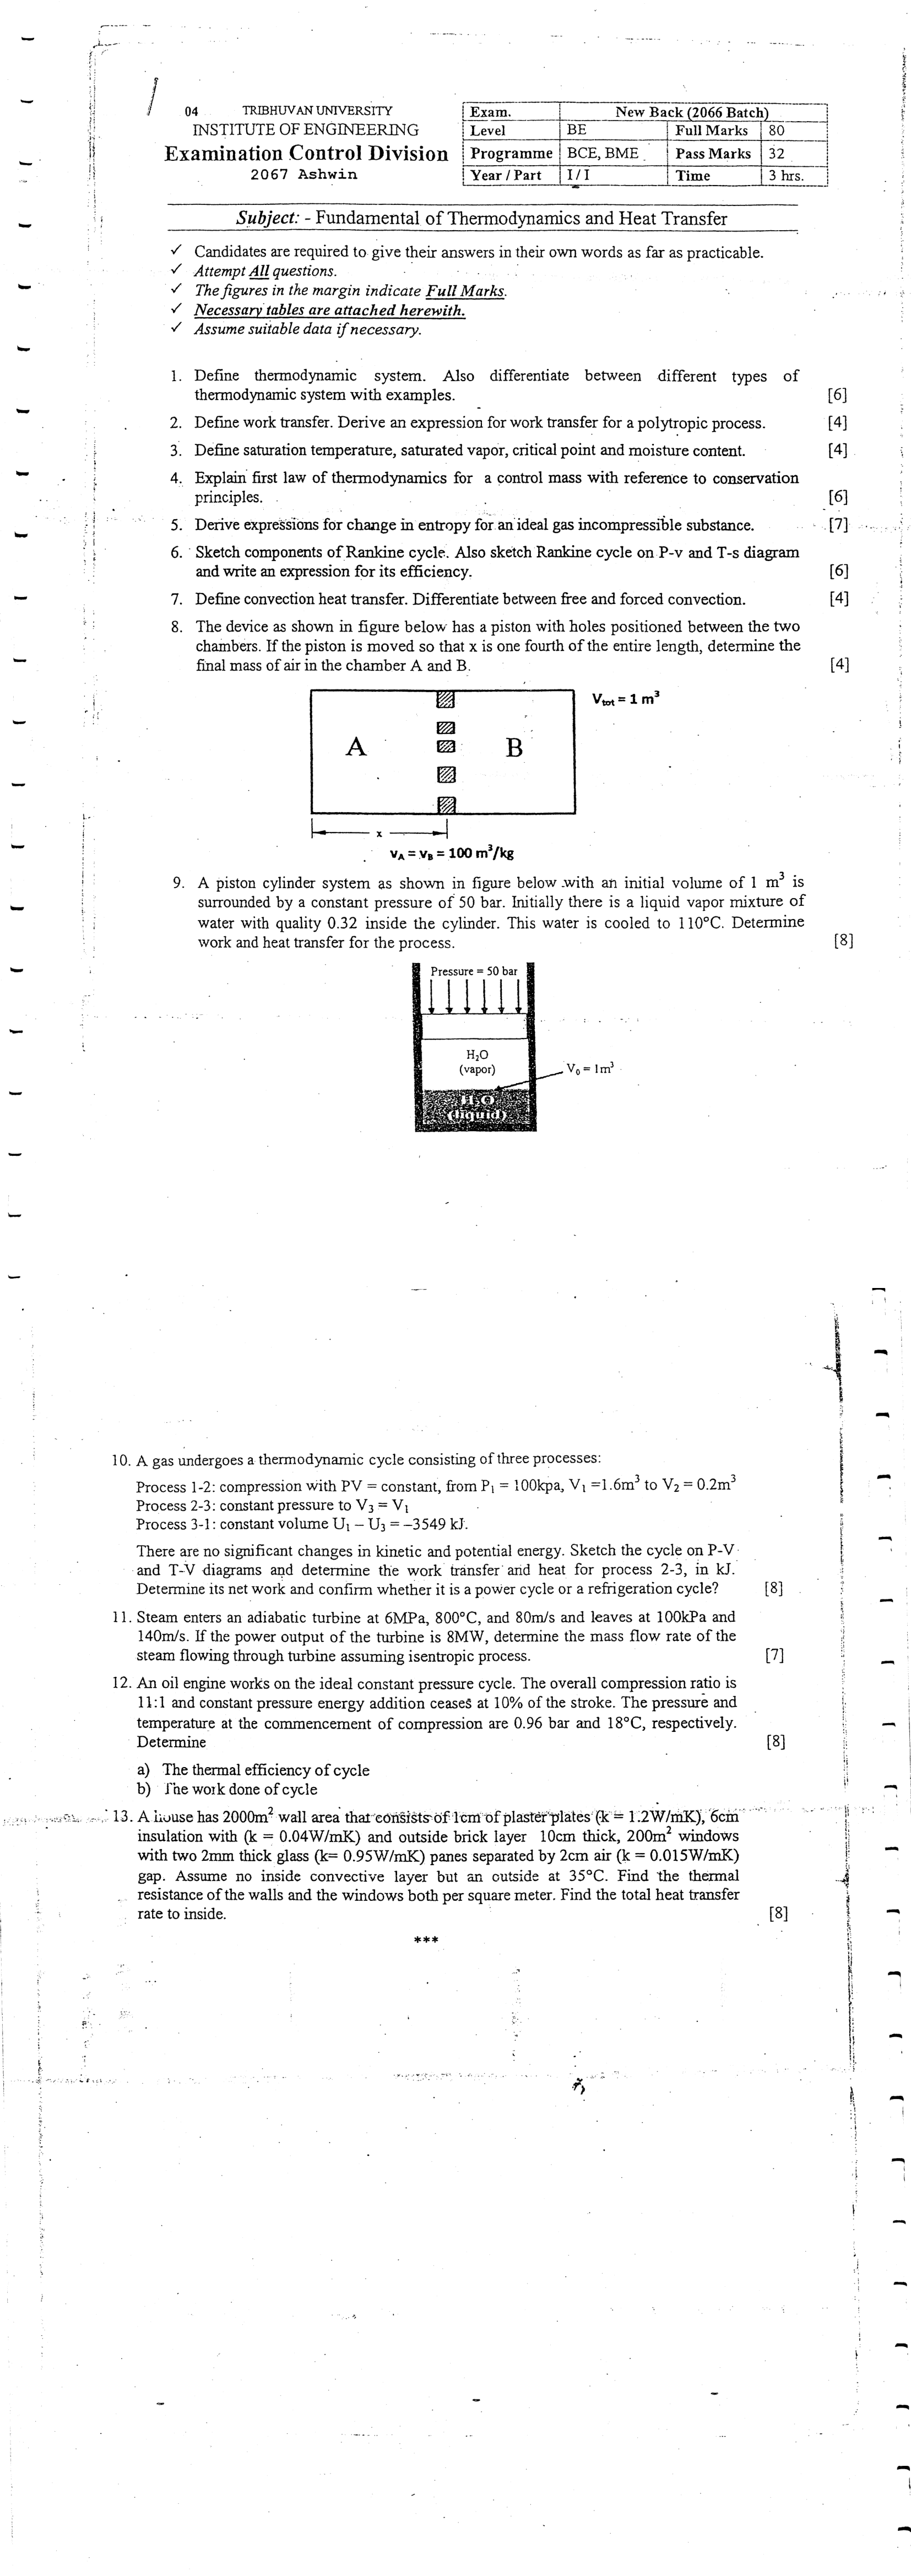 04 TRIBHUVAN UNIVERSITY
INSTITUTE OF ENGINEERING
Examination Control Division
2067 Ashwin
Exam. New Back (2066 Batch)
Level BE Full Marks 80
Programme BCE, BME Pass Marks 32
Year / Part I / I Time 3 hrs.
Subject: - Fundamental of Thermodynamics and Heat Transfer
✓ Candidates are required to give their answers in their own words as far as practicable.
✓ Attempt All questions.
✓ The figures in the margin indicate Full Marks.
✓ Necessary tables are attached herewith.
✓ Assume suitable data if necessary.
1. Define thermodynamic system. Also differentiate between different types of
thermodynamic system with examples. [6]
2. Define work transfer. Derive an expression for work transfer for a polytropic process. [4]
3. Define saturation temperature, saturated vapor, critical point and moisture content. [4]
4. Explain first law of thermodynamics for a control mass with reference to conservation
principles. [6]
5. Derive expressions for change in entropy for an ideal gas incompressible substance. [7]
6. Sketch components of Rankine cycle. Also sketch Rankine cycle on P-v and T-s diagram
and write an expression for its efficiency. [6]
7. Define convection heat transfer. Differentiate between free and forced convection. [4]
8. The device as shown in figure below has a piston with holes positioned between the two
chambers. If the piston is moved so that x is one fourth of the entire length, determine the
final mass of air in the chamber A and B. [4]
V_tot = 1 m³
A B
x
v_A = v_B = 100 m³/kg
9. A piston cylinder system as shown in figure below .with an initial volume of 1 m³ is
surrounded by a constant pressure of 50 bar. Initially there is a liquid vapor mixture of
water with quality 0.32 inside the cylinder. This water is cooled to 110°C. Determine
work and heat transfer for the process. [8]
Pressure = 50 bar
H₂O
(vapor)
V₀ = 1m³
H₂O
(liquid)
10. A gas undergoes a thermodynamic cycle consisting of three processes:
Process 1-2: compression with PV = constant, from P₁ = 100kpa, V₁ =1.6m³ to V₂ = 0.2m³
Process 2-3: constant pressure to V₃ = V₁
Process 3-1: constant volume U₁ – U₃ = –3549 kJ.
There are no significant changes in kinetic and potential energy. Sketch the cycle on P-V
and T-V diagrams and determine the work transfer and heat for process 2-3, in kJ.
Determine its net work and confirm whether it is a power cycle or a refrigeration cycle? [8]
11. Steam enters an adiabatic turbine at 6MPa, 800°C, and 80m/s and leaves at 100kPa and
140m/s. If the power output of the turbine is 8MW, determine the mass flow rate of the
steam flowing through turbine assuming isentropic process. [7]
12. An oil engine works on the ideal constant pressure cycle. The overall compression ratio is
11:1 and constant pressure energy addition ceases at 10% of the stroke. The pressure and
temperature at the commencement of compression are 0.96 bar and 18°C, respectively.
Determine [8]
a) The thermal efficiency of cycle
b) The work done of cycle
13. A house has 2000m² wall area that consists of 1cm of plaster plates (k = 1.2W/mK), 6cm
insulation with (k = 0.04W/mK) and outside brick layer 10cm thick, 200m² windows
with two 2mm thick glass (k= 0.95W/mK) panes separated by 2cm air (k = 0.015W/mK)
gap. Assume no inside convective layer but an outside at 35°C. Find the thermal
resistance of the walls and the windows both per square meter. Find the total heat transfer
rate to inside. [8]
***